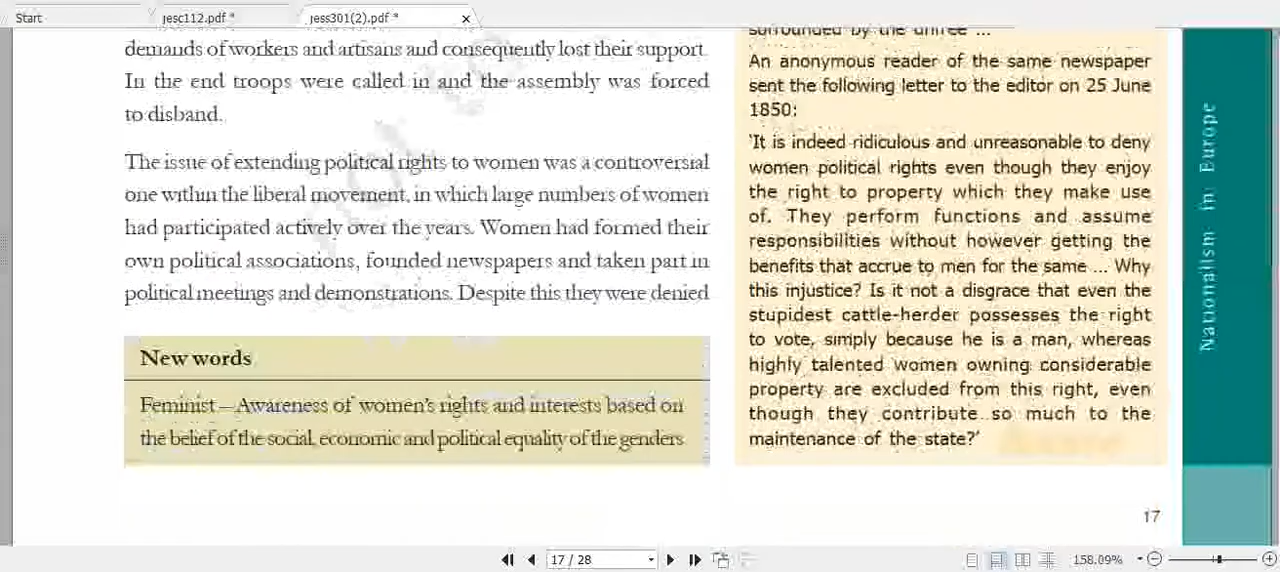 Start
jesc112.pdf *
jess301(2).pdf *
demands of workers and artisans and consequently lost their support.
In the end troops were called in and the assembly was forced
to disband.
The issue of extending political rights to women was a controversial
one within the liberal movement, in which large numbers of women
had participated actively over the years. Women had formed their
own political associations, founded newspapers and taken part in
political meetings and demonstrations. Despite this they were denied
New words
Feminist – Awareness of women's rights and interests based on
the belief of the social, economic and political equality of the genders
surrounded by the unfree ...
An anonymous reader of the same newspaper
sent the following letter to the editor on 25 June
1850:
'It is indeed ridiculous and unreasonable to deny
women political rights even though they enjoy
the right to property which they make use
of. They perform functions and assume
responsibilities without however getting the
benefits that accrue to men for the same ... Why
this injustice? Is it not a disgrace that even the
stupidest cattle-herder possesses the right
to vote, simply because he is a man, whereas
highly talented women owning considerable
property are excluded from this right, even
though they contribute so much to the
maintenance of the state?'
Nationalism in Europe
17
17 / 28
158.09%